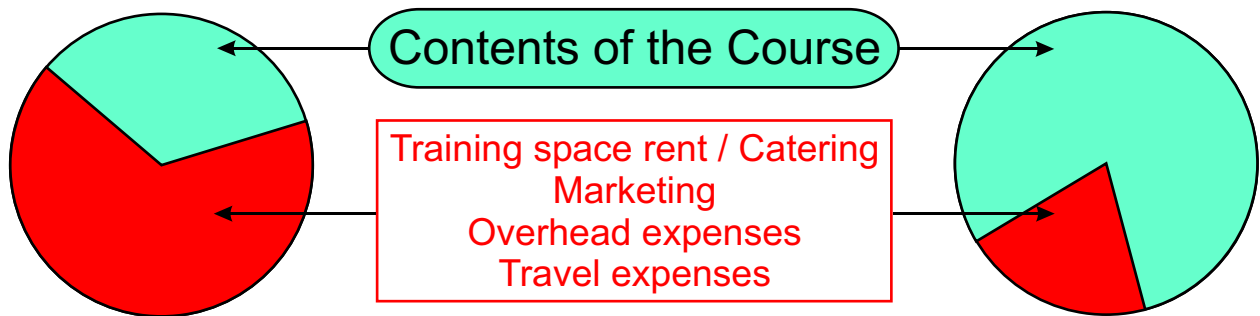 Contents of the Course
Training space rent / Catering
Marketing
Overhead expenses
Travel expenses